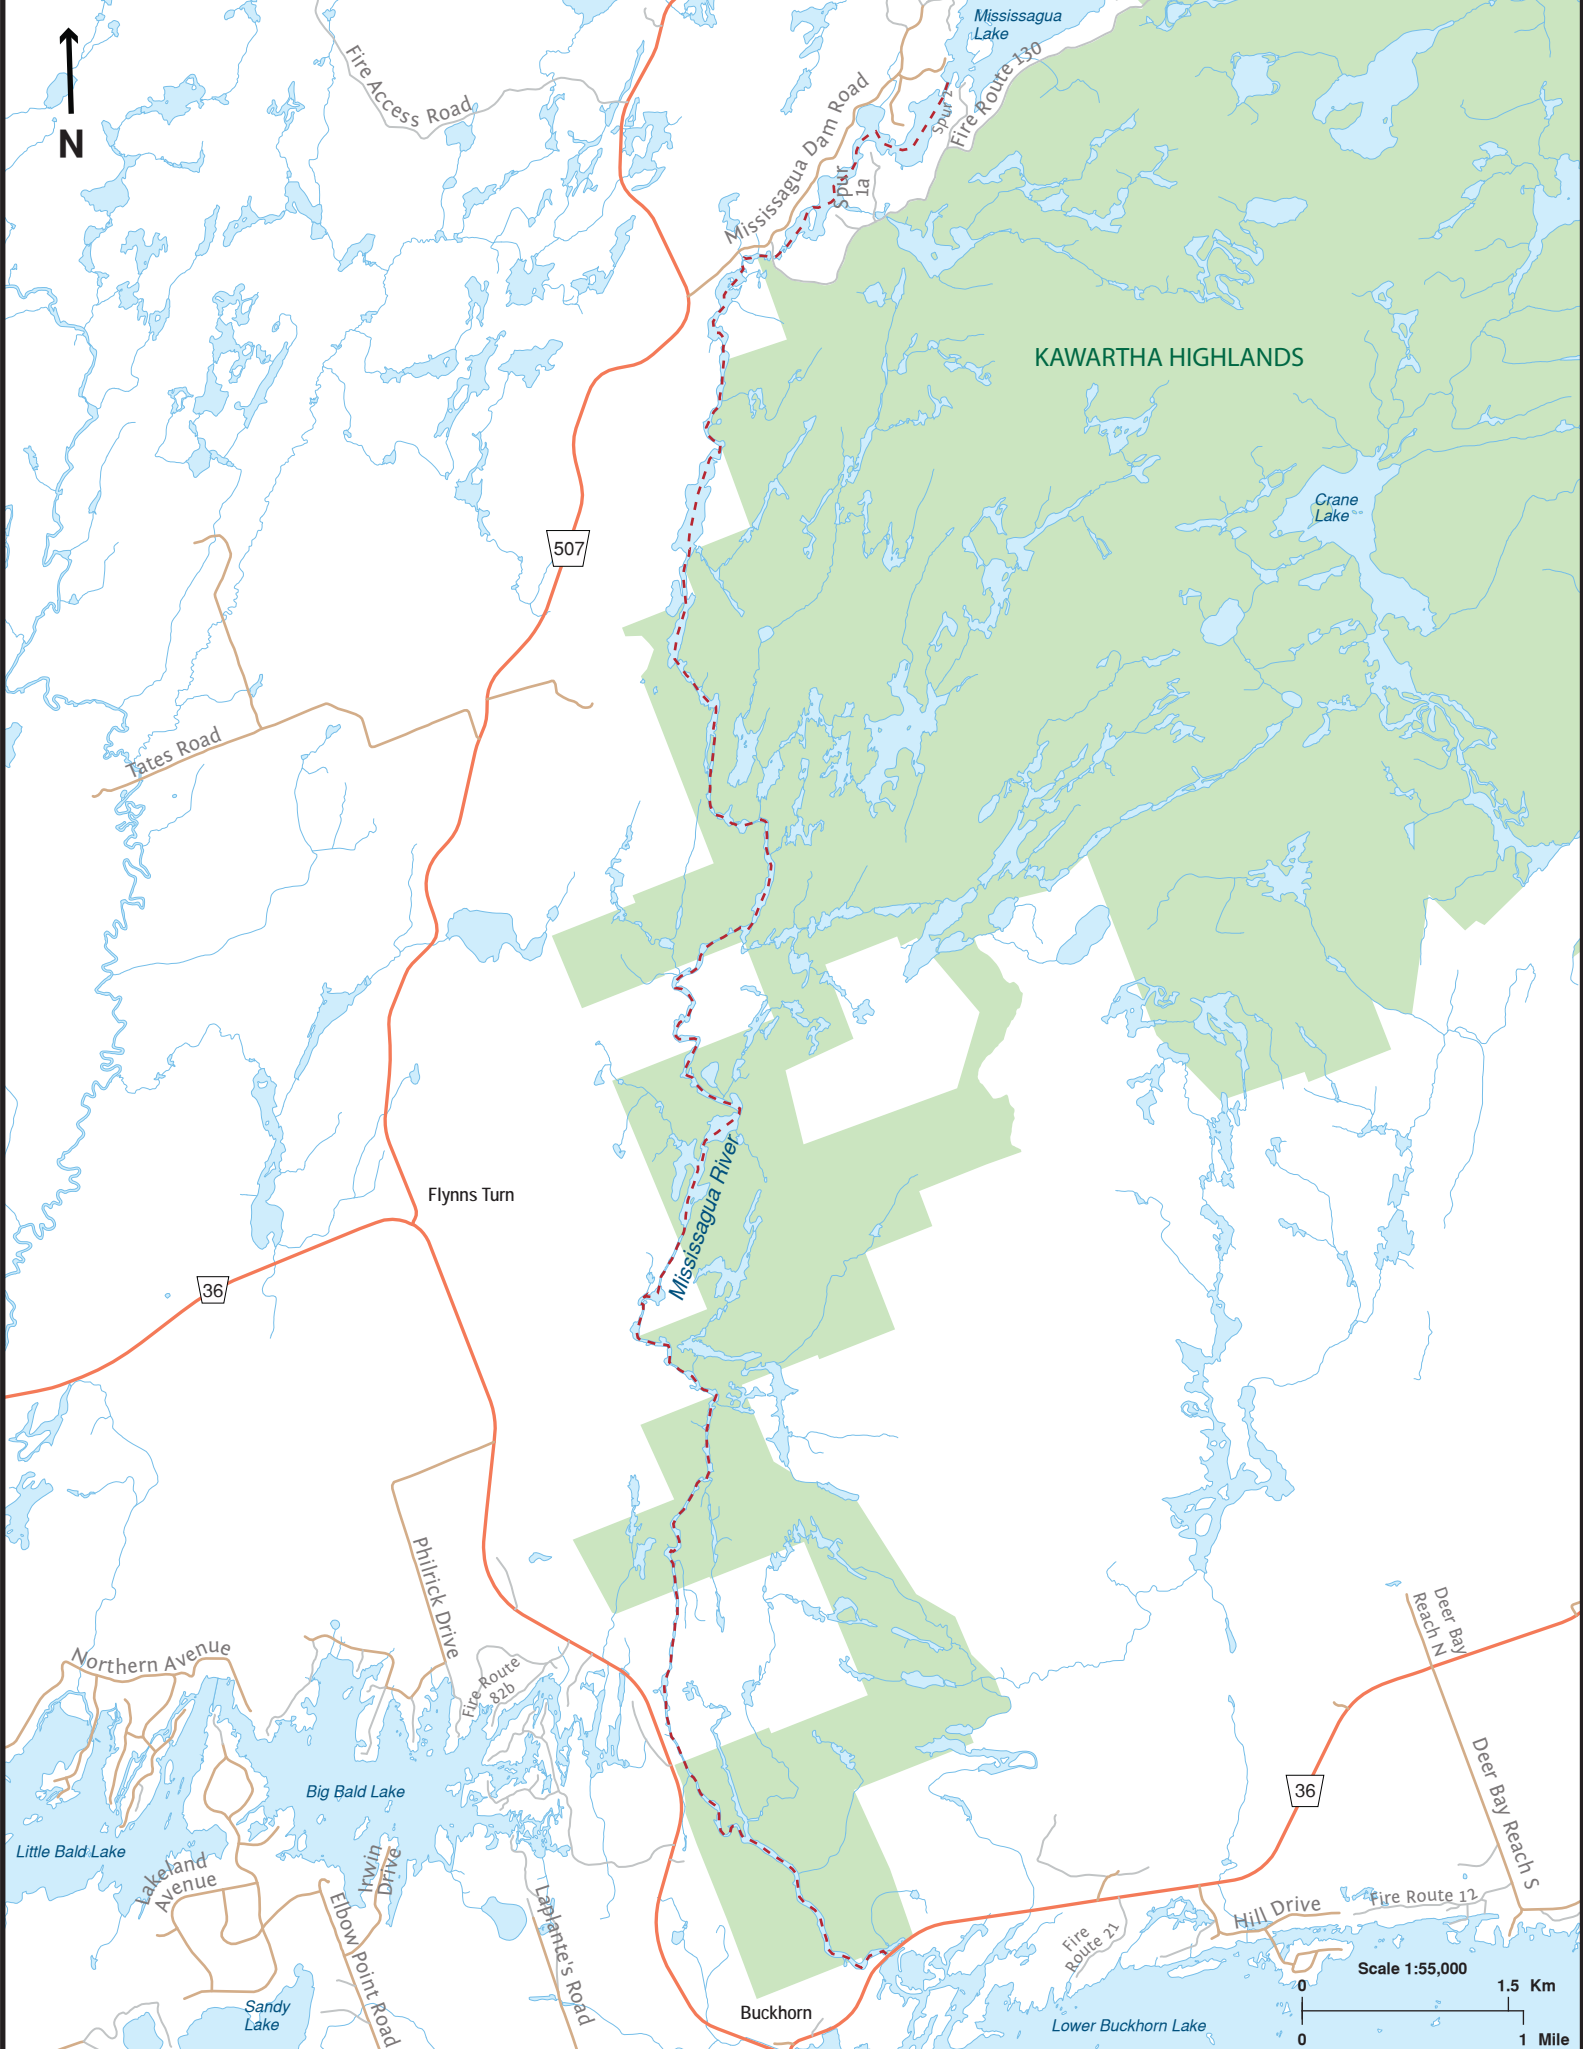 Mississagua
Lake
Fire Access Road
N
Mississagua Dam Road
Fire Route 130
Spur 2
Spur
1a
KAWARTHA HIGHLANDS
Crane
Lake
507
Tates Road
Mississagua River
Flynns Turn
36
Philrick Drive
Deer Bay
Reach N
Northern Avenue
Fire Route
82b
Big Bald Lake
36
Deer Bay Reach S
Little Bald Lake
Lakeland
Avenue
Irwin
Drive
Elbow Point Road
Laplante's Road
Hill Drive
Fire Route 12
Fire
Route 21
Scale 1:55,000
0 1.5 Km
Sandy
Lake
Buckhorn
Lower Buckhorn Lake
0 1 Mile